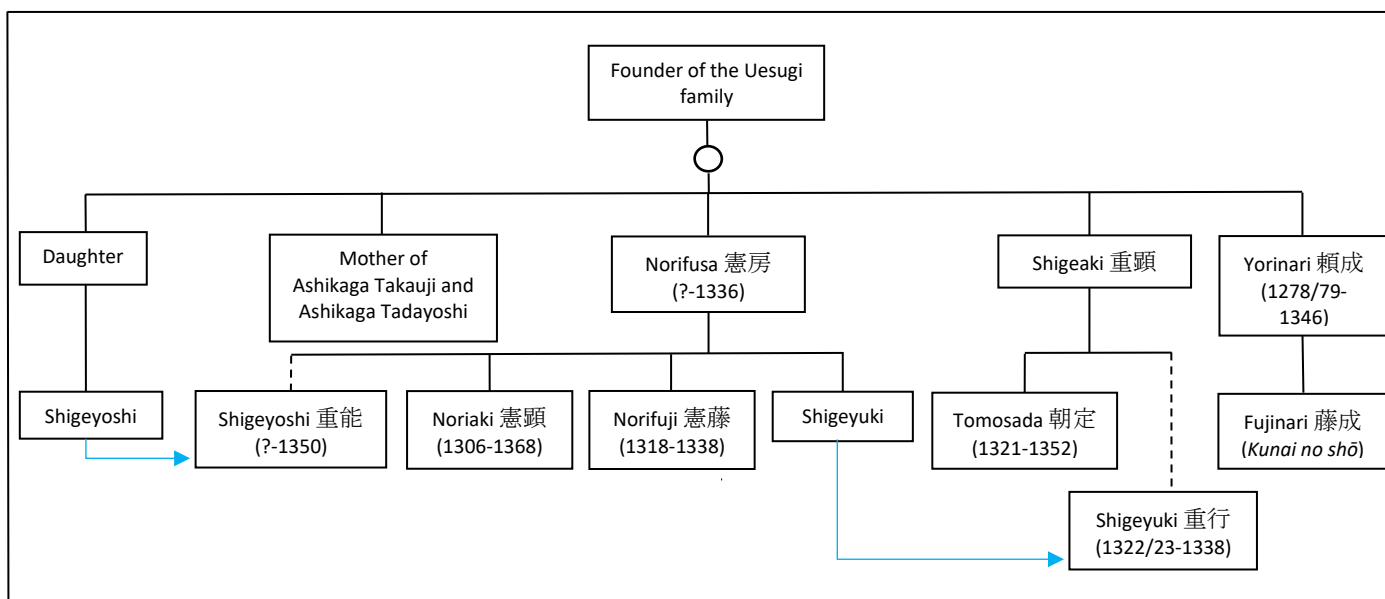 Founder of the Uesugi
family
Daughter
Mother of
Ashikaga Takauji and
Ashikaga Tadayoshi
Norifusa 憲房
(?-1336)
Shigeaki 重顕
Yorinari 頼成
(1278/79-
1346)
Shigeyoshi
Shigeyoshi 重能
(?-1350)
Noriaki 憲顕
(1306-1368)
Norifuji 憲藤
(1318-1338)
Shigeyuki
Tomosada 朝定
(1321-1352)
Fujinari 藤成
(Kunai no shō)
Shigeyuki 重行
(1322/23-1338)